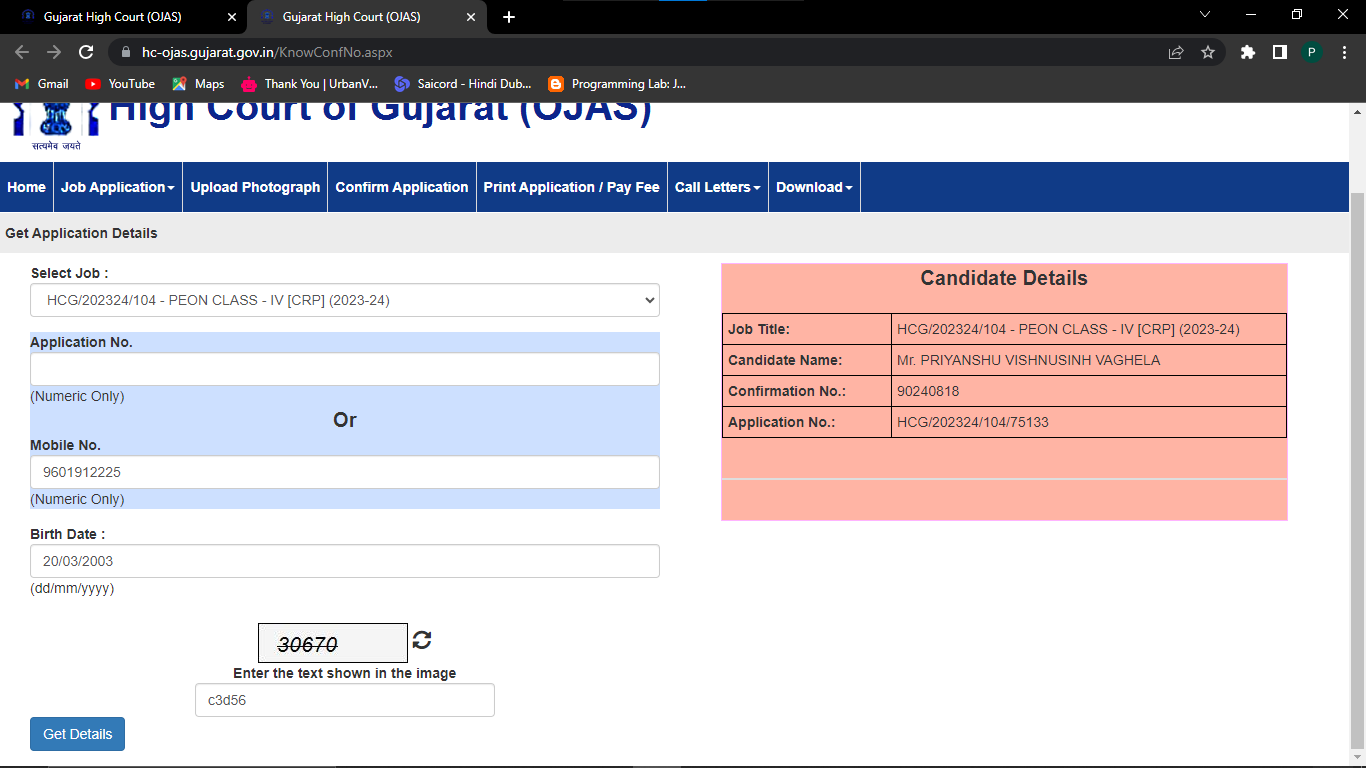 Gujarat High Court (OJAS)
Gujarat High Court (OJAS)
hc-ojas.gujarat.gov.in/KnowConfNo.aspx
P
Gmail YouTube Maps Thank You | UrbanV... Saicord - Hindi Dub... Programming Lab: J...
High Court of Gujarat (OJAS)
सत्यमेव जयते
Home Job Application Upload Photograph Confirm Application Print Application / Pay Fee Call Letters Download
Get Application Details
Select Job :
HCG/202324/104 - PEON CLASS - IV [CRP] (2023-24)
Application No.
(Numeric Only)
Or
Mobile No.
9601912225
(Numeric Only)
Birth Date :
20/03/2003
(dd/mm/yyyy)
30670
Enter the text shown in the image
c3d56
Get Details
Candidate Details
Job Title: HCG/202324/104 - PEON CLASS - IV [CRP] (2023-24)
Candidate Name: Mr. PRIYANSHU VISHNUSINH VAGHELA
Confirmation No.: 90240818
Application No.: HCG/202324/104/75133